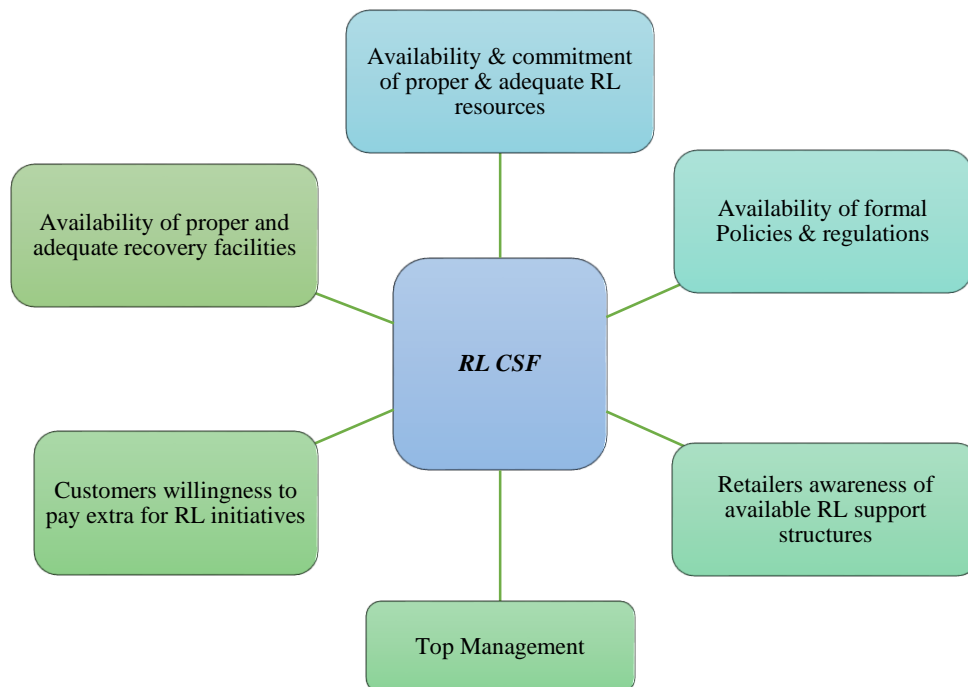 Availability & commitment
of proper & adequate RL
resources
Availability of proper and
adequate recovery facilities
Availability of formal
Policies & regulations
RL CSF
Customers willingness to
pay extra for RL initiatives
Retailers awareness of
available RL support
structures
Top Management